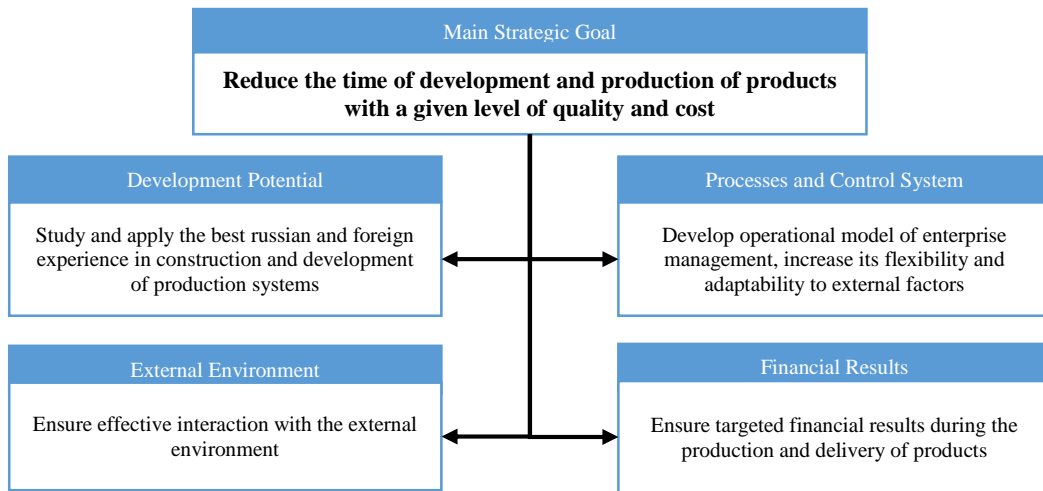 Main Strategic Goal
Reduce the time of development and production of products
with a given level of quality and cost
Development Potential
Study and apply the best russian and foreign
experience in construction and development
of production systems
Processes and Control System
Develop operational model of enterprise
management, increase its flexibility and
adaptability to external factors
External Environment
Ensure effective interaction with the external
environment
Financial Results
Ensure targeted financial results during the
production and delivery of products